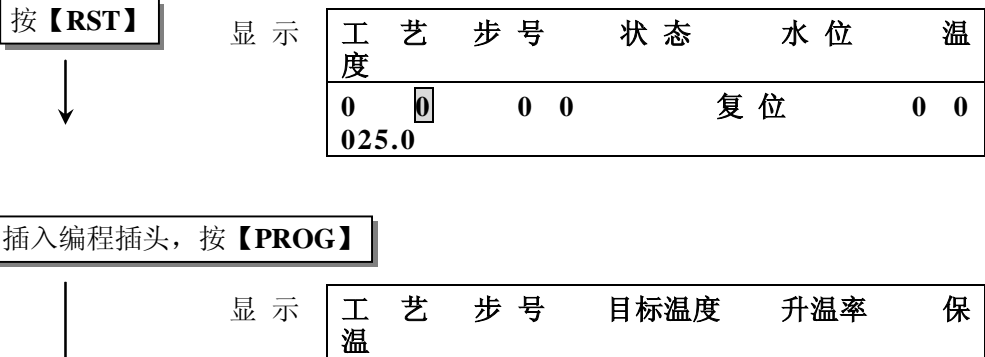 按【RST】
显 示
工 艺 步 号 状 态 水 位 温
度
0 0 0 0 复 位 0 0
025.0
插入编程插头，按【PROG】
显 示
工 艺 步 号 目标温度 升温率 保
温